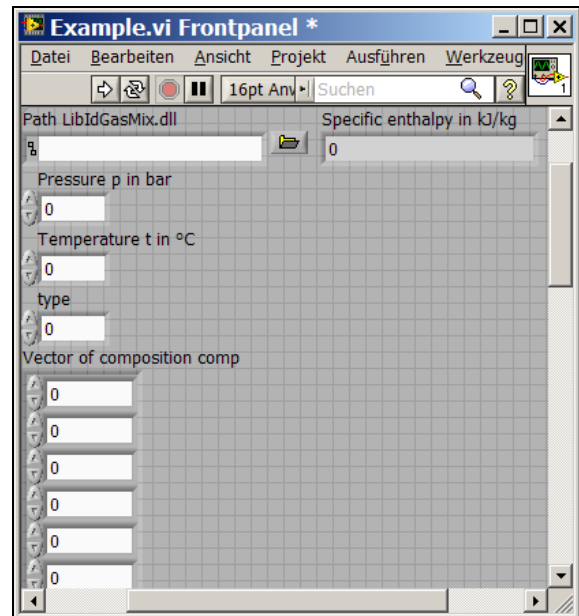 Example.vi Frontpanel *
Datei Bearbeiten Ansicht Projekt Ausführen Werkzeug
16pt Anw Suchen
1
Path LibIdGasMix.dll Specific enthalpy in kJ/kg
0
Pressure p in bar
0
Temperature t in °C
0
type
0
Vector of composition comp
0
0
0
0
0
0